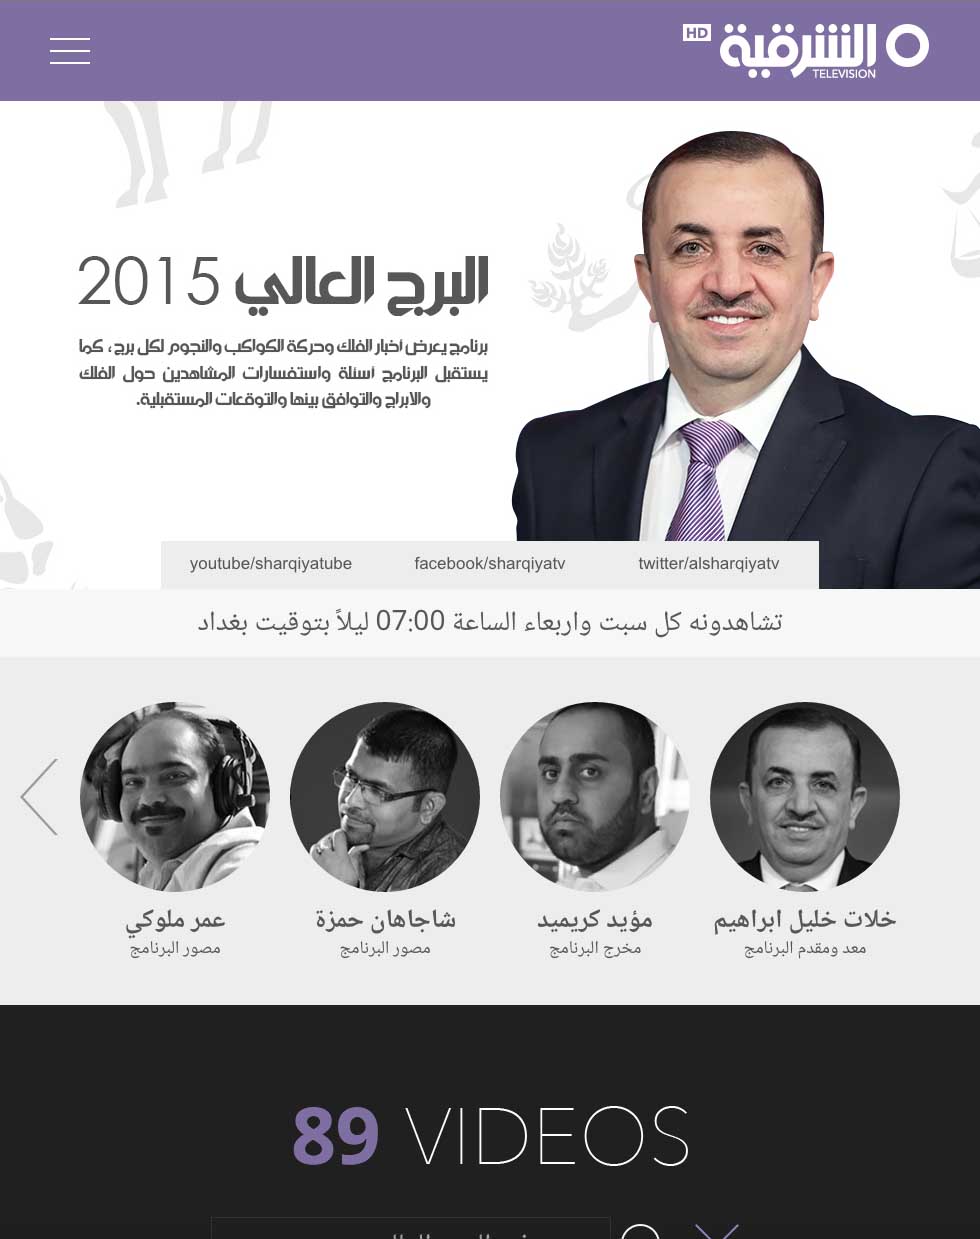 HD
الشرقية
TELEVISION
البرج العالي 2015
برنامج يعرض أخبار الفلك وحركة الكواكب والنجوم لكل برج، كما
يستقبل البرنامج أسئلة واستفسارات المشاهدين حول الفلك
والابراج والتوافق بينها والتوقعات المستقبلية.
youtube/sharqiyatube facebook/sharqiyatv twitter/alsharqiyatv
تشاهدونه كل سبت واربعاء الساعة 07:00 ليلاً بتوقيت بغداد
خلات خليل ابراهيم
معد ومقدم البرنامج
مؤيد كريميد
مخرج البرنامج
شاجاهان حمزة
مصور البرنامج
عمر ملوكي
مصور البرنامج
89 VIDEOS